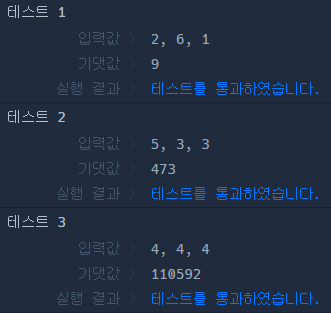 테스트 1
입력값 〉 2, 6, 1
기댓값 〉 9
실행 결과 〉 테스트를 통과하였습니다.
테스트 2
입력값 〉 5, 3, 3
기댓값 〉 473
실행 결과 〉 테스트를 통과하였습니다.
테스트 3
입력값 〉 4, 4, 4
기댓값 〉 110592
실행 결과 〉 테스트를 통과하였습니다.